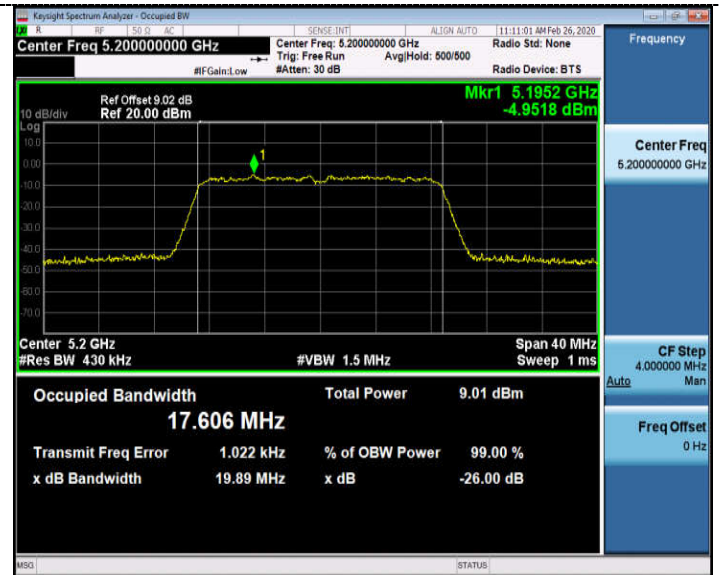 Keysight Spectrum Analyzer - Occupied BW
R RF 50 Ω AC SENSE:INT ALIGN AUTO 11:11:01 AM Feb 26, 2020
Center Freq 5.200000000 GHz
Center Freq: 5.200000000 GHz Radio Std: None
Trig: Free Run Avg|Hold: 500/500
#IFGain:Low #Atten: 30 dB Radio Device: BTS
Frequency
Ref Offset 9.02 dB
10 dB/div Ref 20.00 dBm
Mkr1 5.1952 GHz
-4.9518 dBm
Log
10.0
0.00
-10.0
-20.0
-30.0
-40.0
-50.0
-60.0
-70.0
1
Center 5.2 GHz Span 40 MHz
#Res BW 430 kHz #VBW 1.5 MHz Sweep 1 ms
Center Freq
5.200000000 GHz
CF Step
4.000000 MHz
Auto Man
Freq Offset
0 Hz
Occupied Bandwidth Total Power 9.01 dBm
17.606 MHz
Transmit Freq Error 1.022 kHz % of OBW Power 99.00 %
x dB Bandwidth 19.89 MHz x dB -26.00 dB
MSG STATUS